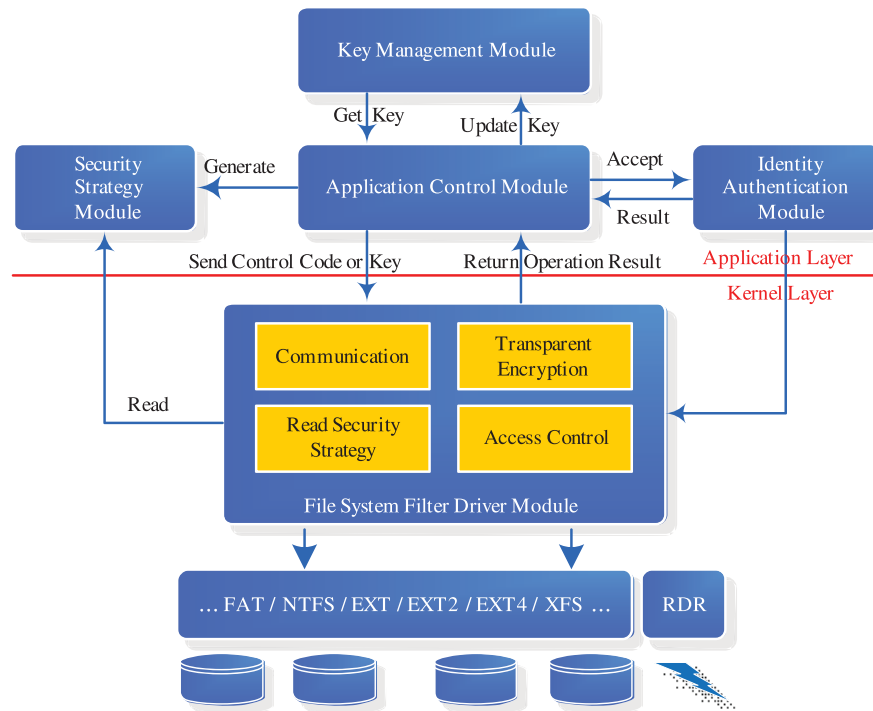 Key Management Module
Get Key
Update Key
Security
Strategy
Module
Generate
Application Control Module
Accept
Result
Identity
Authentication
Module
Send Control Code or Key
Return Operation Result
Application Layer
Kernel Layer
Communication
Transparent
Encryption
Read
Read Security
Strategy
Access Control
File System Filter Driver Module
... FAT / NTFS / EXT / EXT2 / EXT4 / XFS ...
RDR